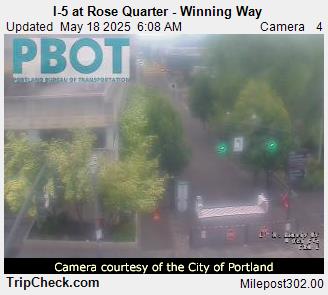 I-5 at Rose Quarter - Winning Way
Updated May 18 2025 6:08 AM Camera 4
PBOT
PORTLAND BUREAU OF TRANSPORTATION
Camera courtesy of the City of Portland
TripCheck.com Milepost302.00